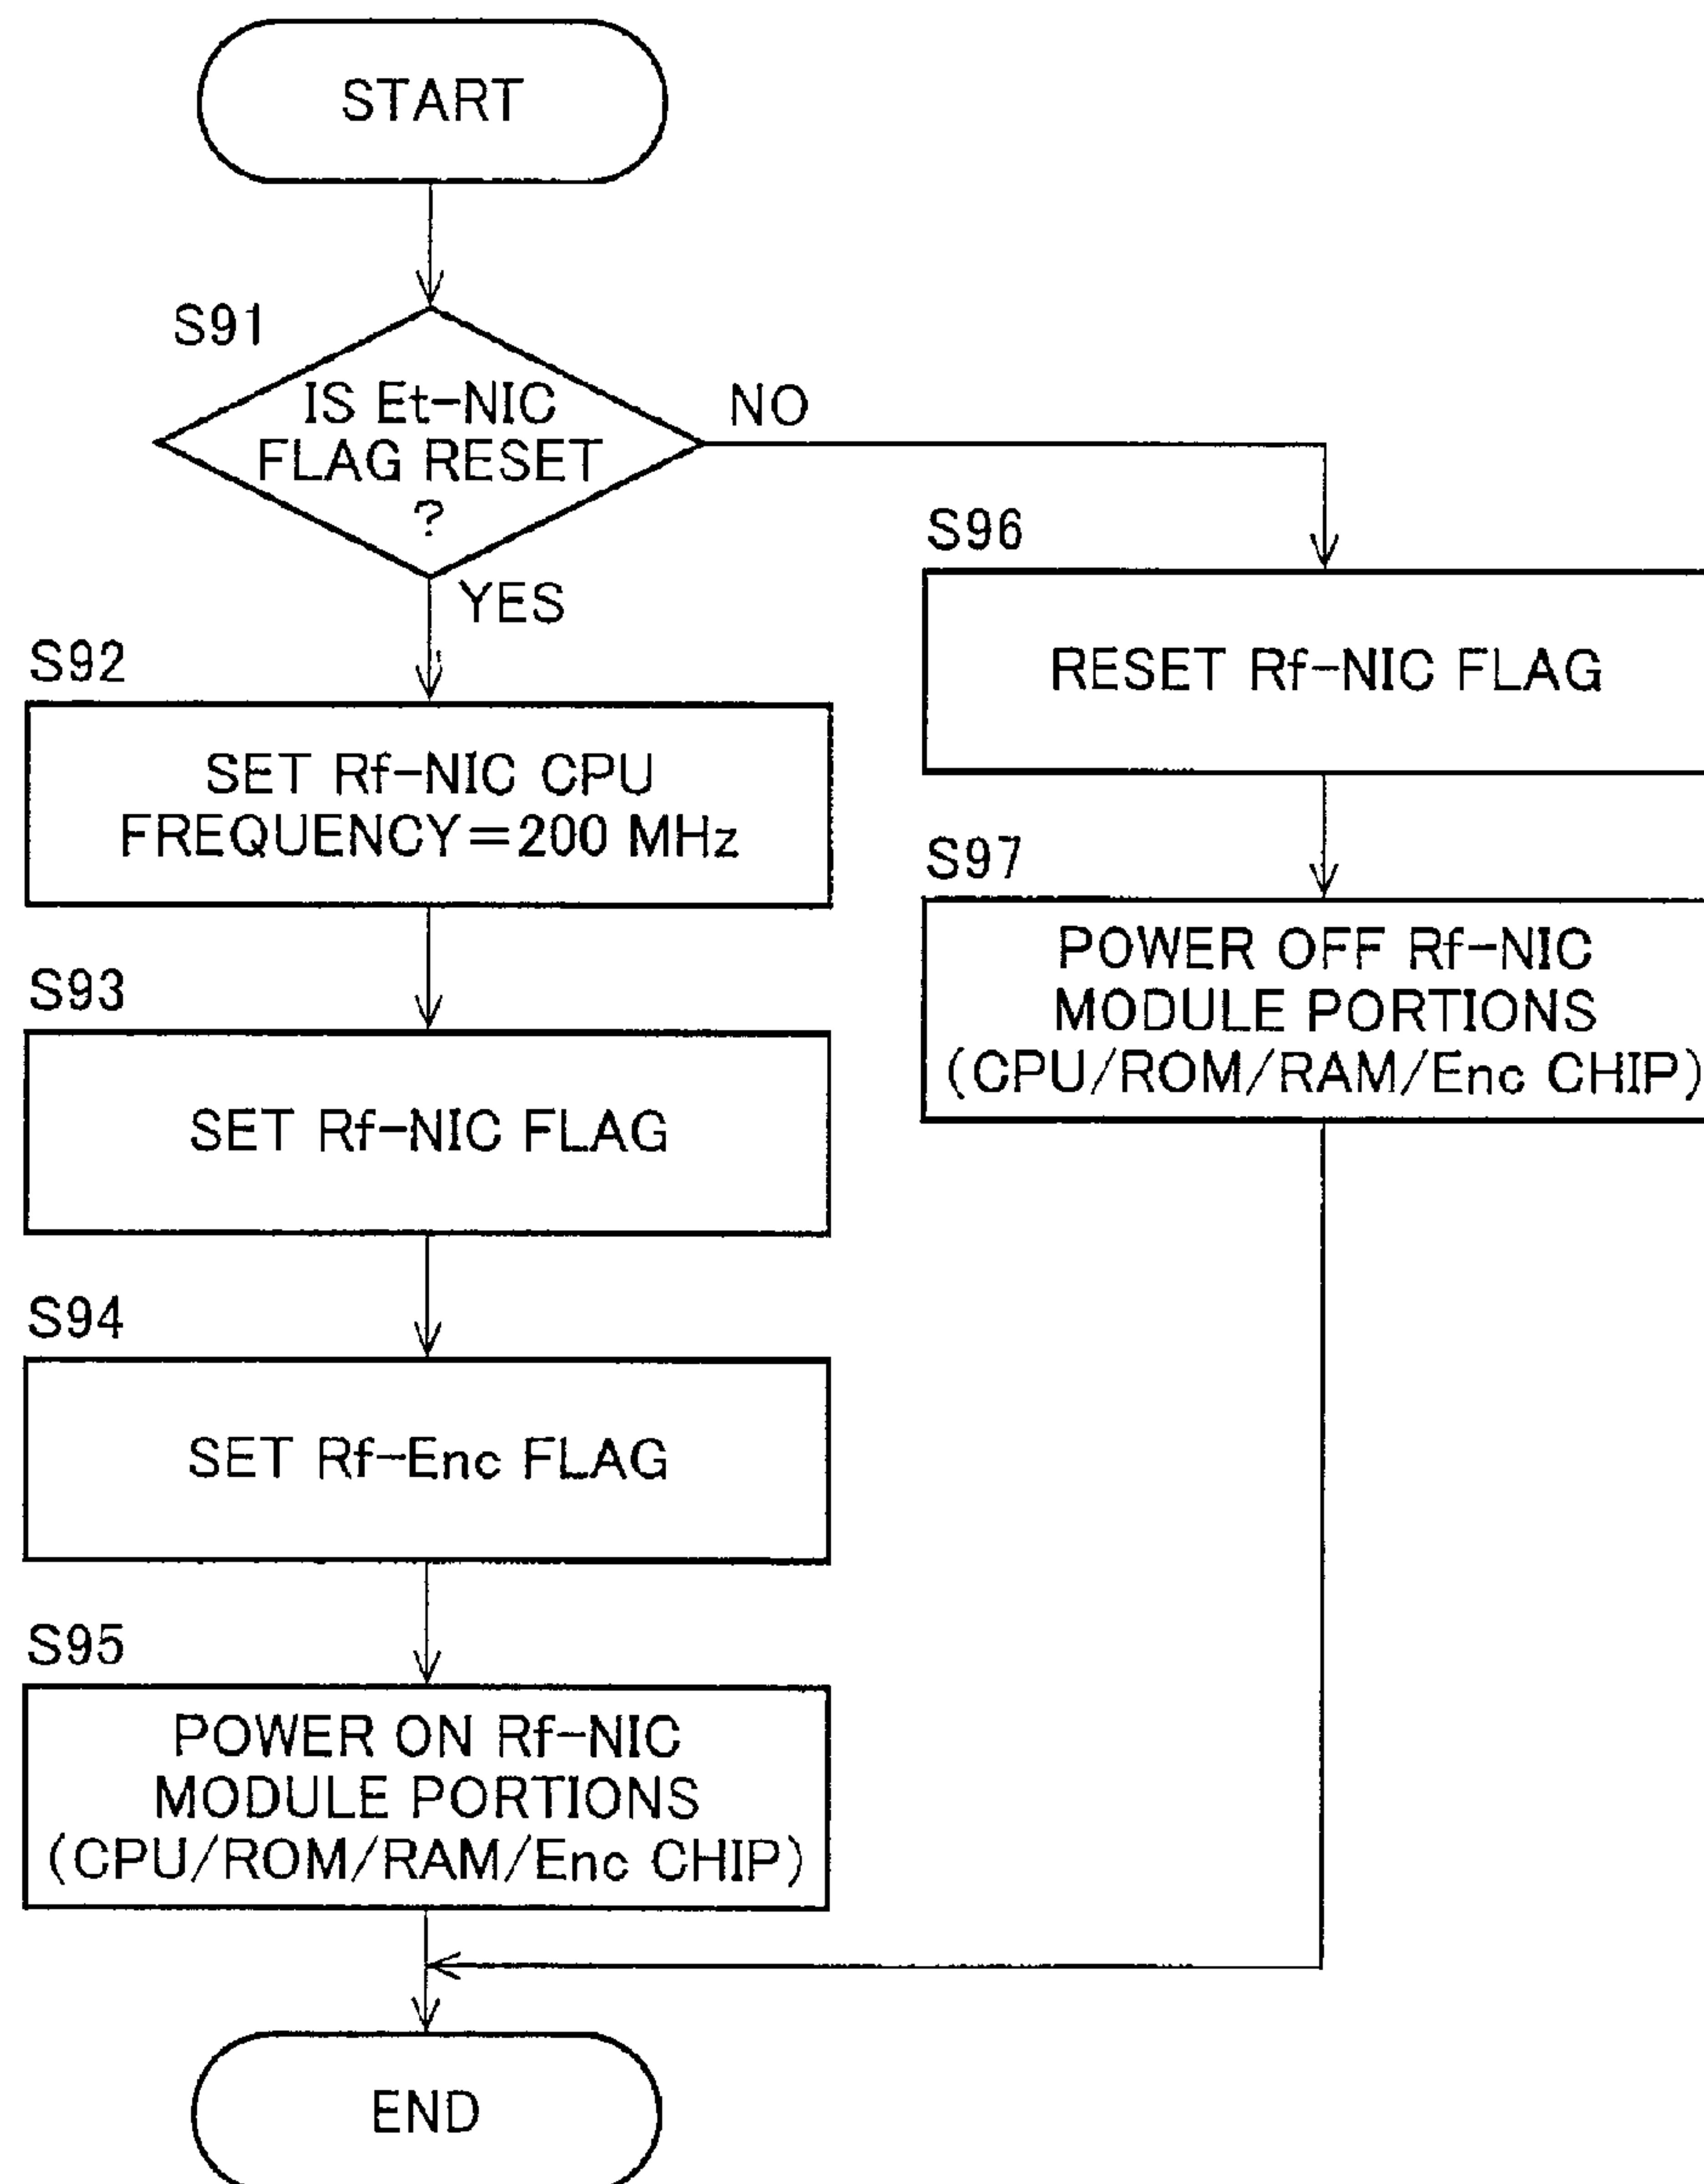 START
S91
IS Et-NIC
FLAG RESET
?
NO
YES
S92
SET Rf-NIC CPU
FREQUENCY=200 MHz
S93
SET Rf-NIC FLAG
S94
SET Rf-Enc FLAG
S95
POWER ON Rf-NIC
MODULE PORTIONS
(CPU/ROM/RAM/Enc CHIP)
S96
RESET Rf-NIC FLAG
S97
POWER OFF Rf-NIC
MODULE PORTIONS
(CPU/ROM/RAM/Enc CHIP)
END